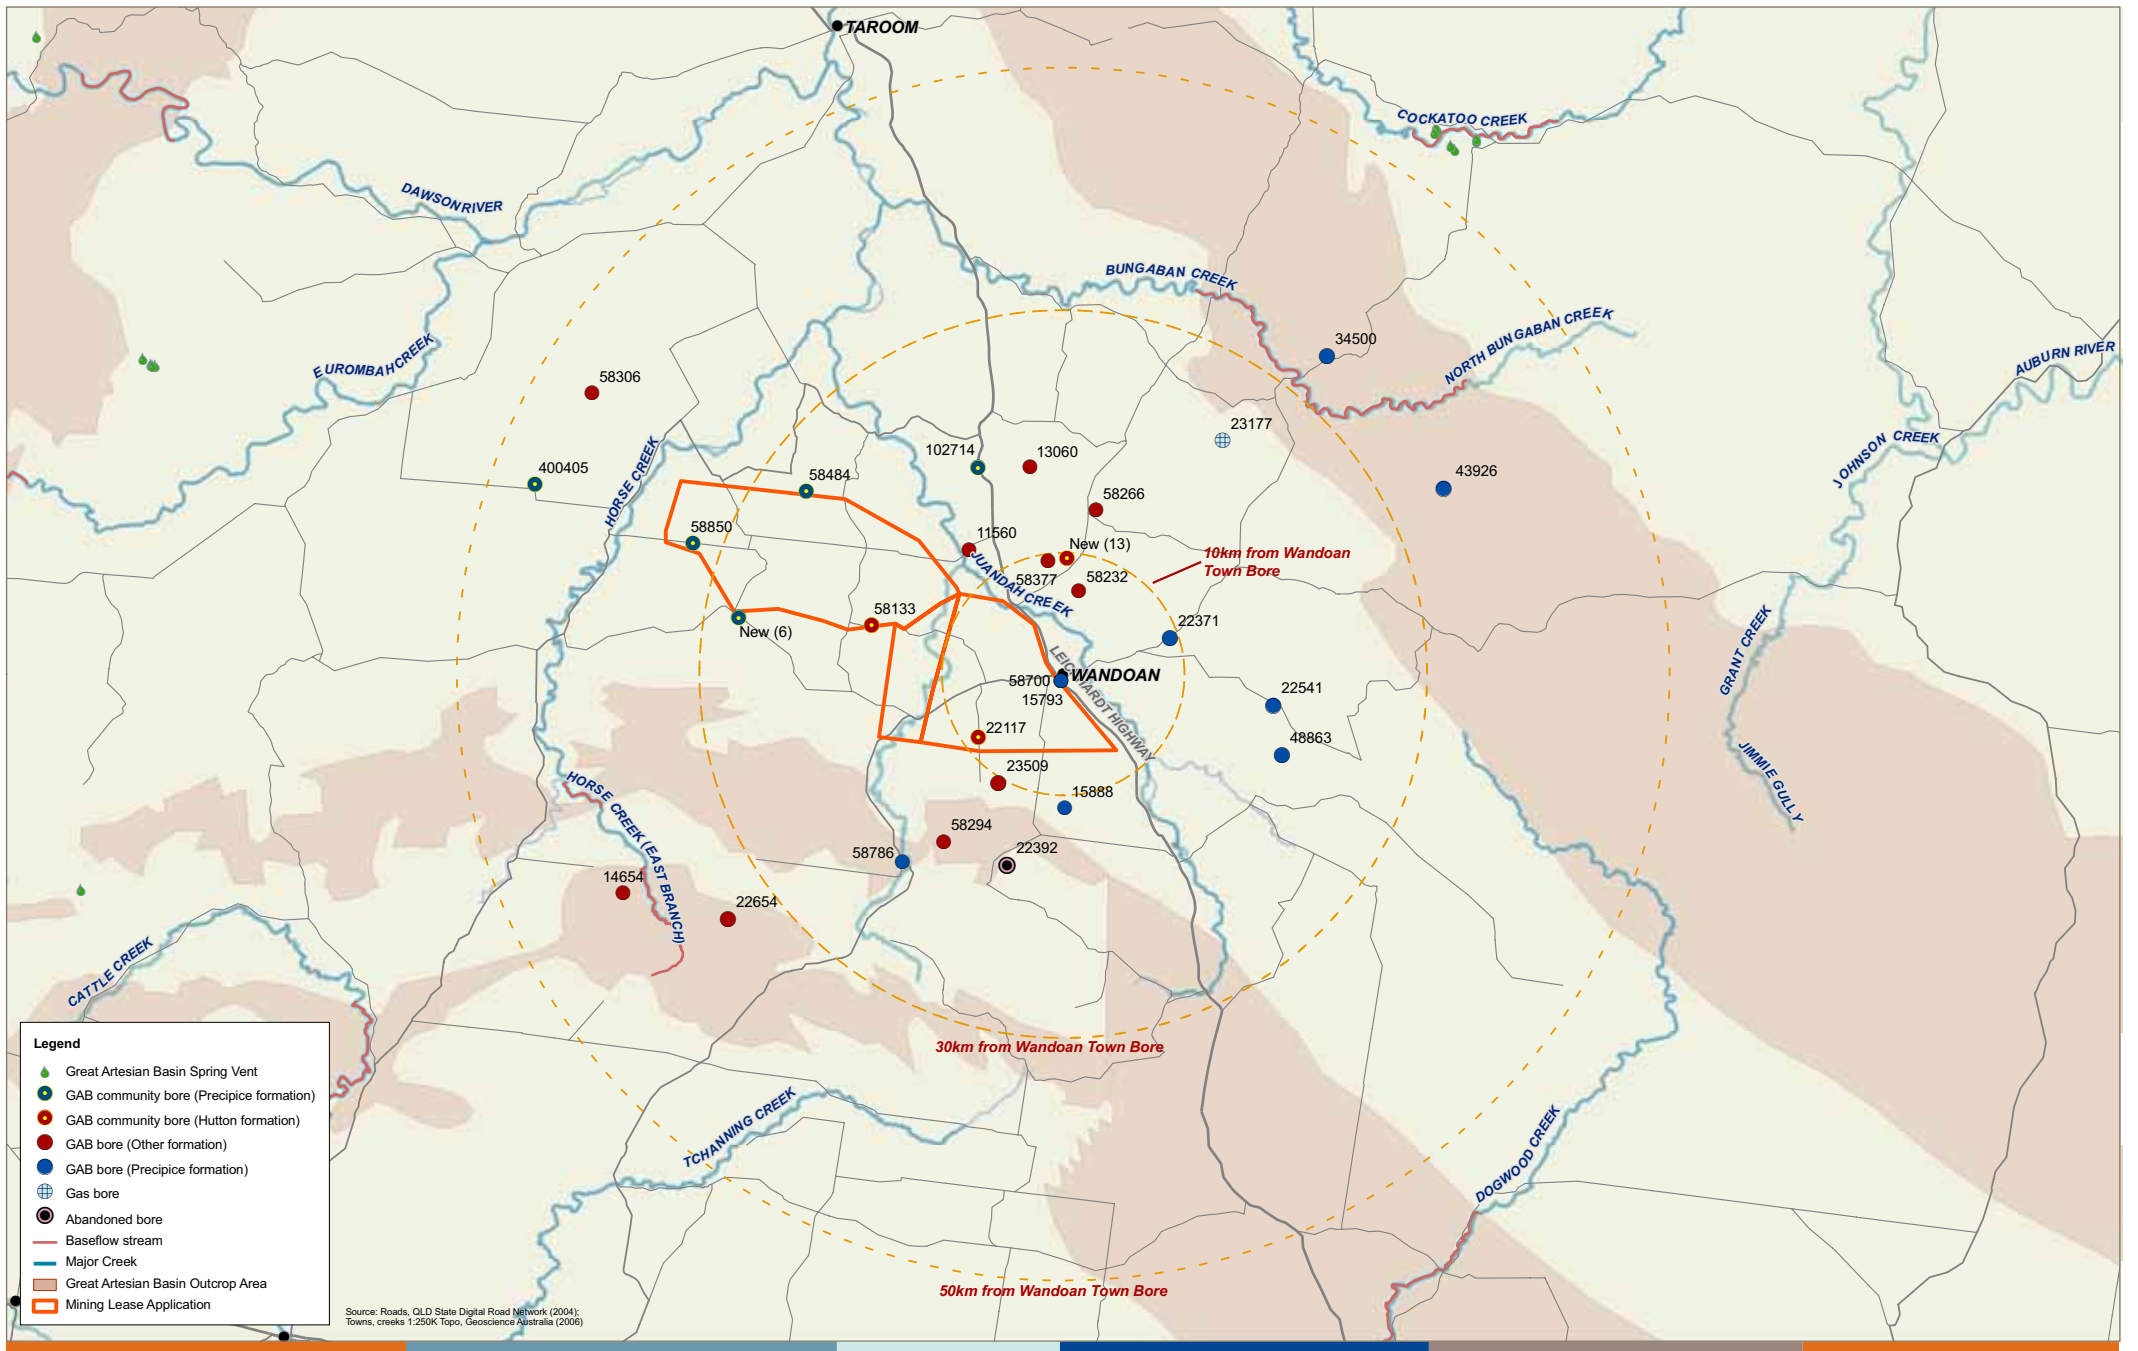 TAROOM
COCKATOO CREEK
DAWSON RIVER
BUNGABAN CREEK
NORTH BUNGABAN CREEK
34500
EUROMBAH CREEK
AUBURN RIVER
58306
23177
JOHNSON CREEK
HORSE CREEK
102714
13060
400405
58484
43926
58266
58850
11560
New (13)
10km from Wandoan
Town Bore
58377
58232
JUANDAH CREEK
58133
New (6)
22371
GRANT CREEK
LEICHHARDT HIGHWAY
WANDOAN
58700
15793
22541
22117
48863
JIMMIE GULLY
23509
HORSE CREEK (EAST BRANCH)
15888
58294
22392
58786
14654
22654
CATTLE CREEK
30km from Wandoan Town Bore
TCHANNING CREEK
DOGWOOD CREEK
50km from Wandoan Town Bore
Legend
Great Artesian Basin Spring Vent
GAB community bore (Precipice formation)
GAB community bore (Hutton formation)
GAB bore (Other formation)
GAB bore (Precipice formation)
Gas bore
Abandoned bore
Baseflow stream
Major Creek
Great Artesian Basin Outcrop Area
Mining Lease Application
Source: Roads, QLD State Digital Road Network (2004);
Towns, creeks 1:250K Topo, Geoscience Australia (2006)